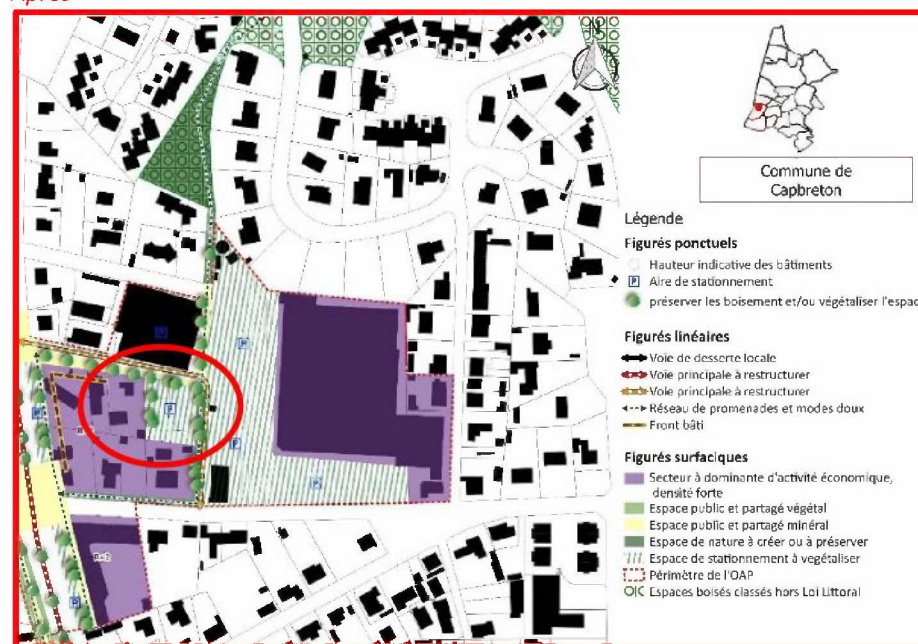 Après
N
Commune de
Capbreton
Légende
Figurés ponctuels
Hauteur indicative des bâtiments
P Aire de stationnement
préserver les boisement et/ou végétaliser l'espac
Figurés linéaires
Voie de desserte locale
Voie principale à restructurer
Voie principale à restructurer
Réseau de promenades et modes doux
Front bâti
Figurés surfaciques
Secteur à dominante d'activité économique,
densité forte
Espace public et partagé végétal
Espace public et partagé minéral
Espace de nature à créer ou à préserver
Espace de stationnement à végétaliser
Périmètre de l'OAP
Espaces boisés classés hors Loi Littoral
P
P
P
P
P
P
R+2
P